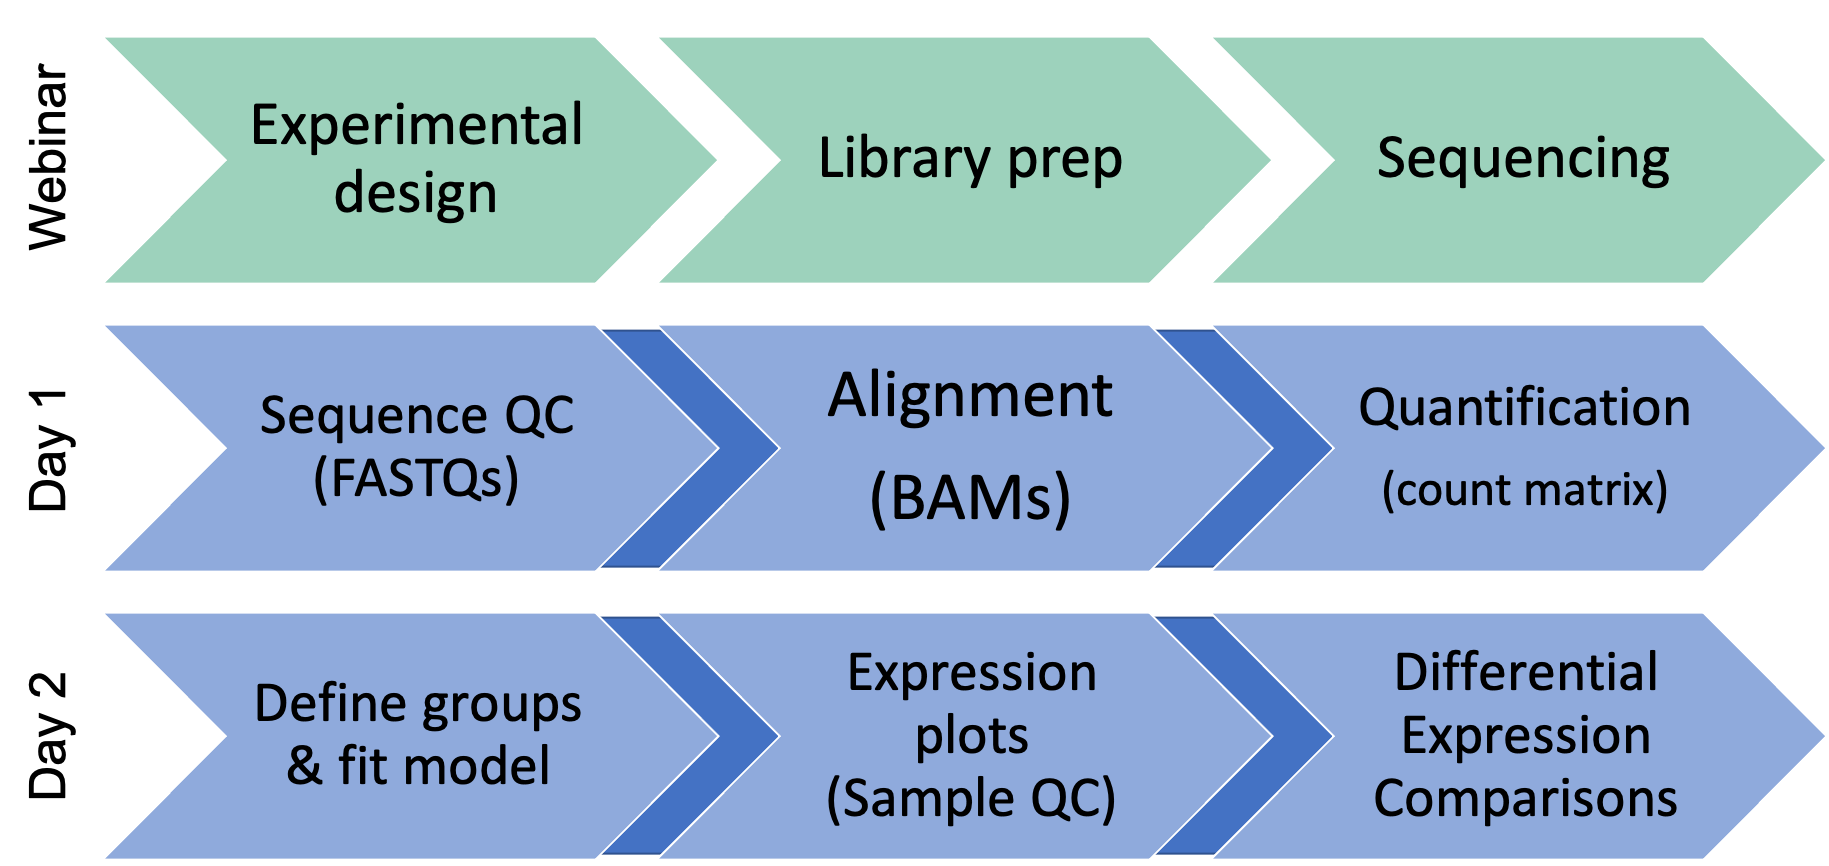 Webinar
Experimental
design
Library prep
Sequencing
Day 1
Sequence QC
(FASTQs)
Alignment
(BAMs)
Quantification
(count matrix)
Day 2
Define groups
& fit model
Expression
plots
(Sample QC)
Differential
Expression
Comparisons